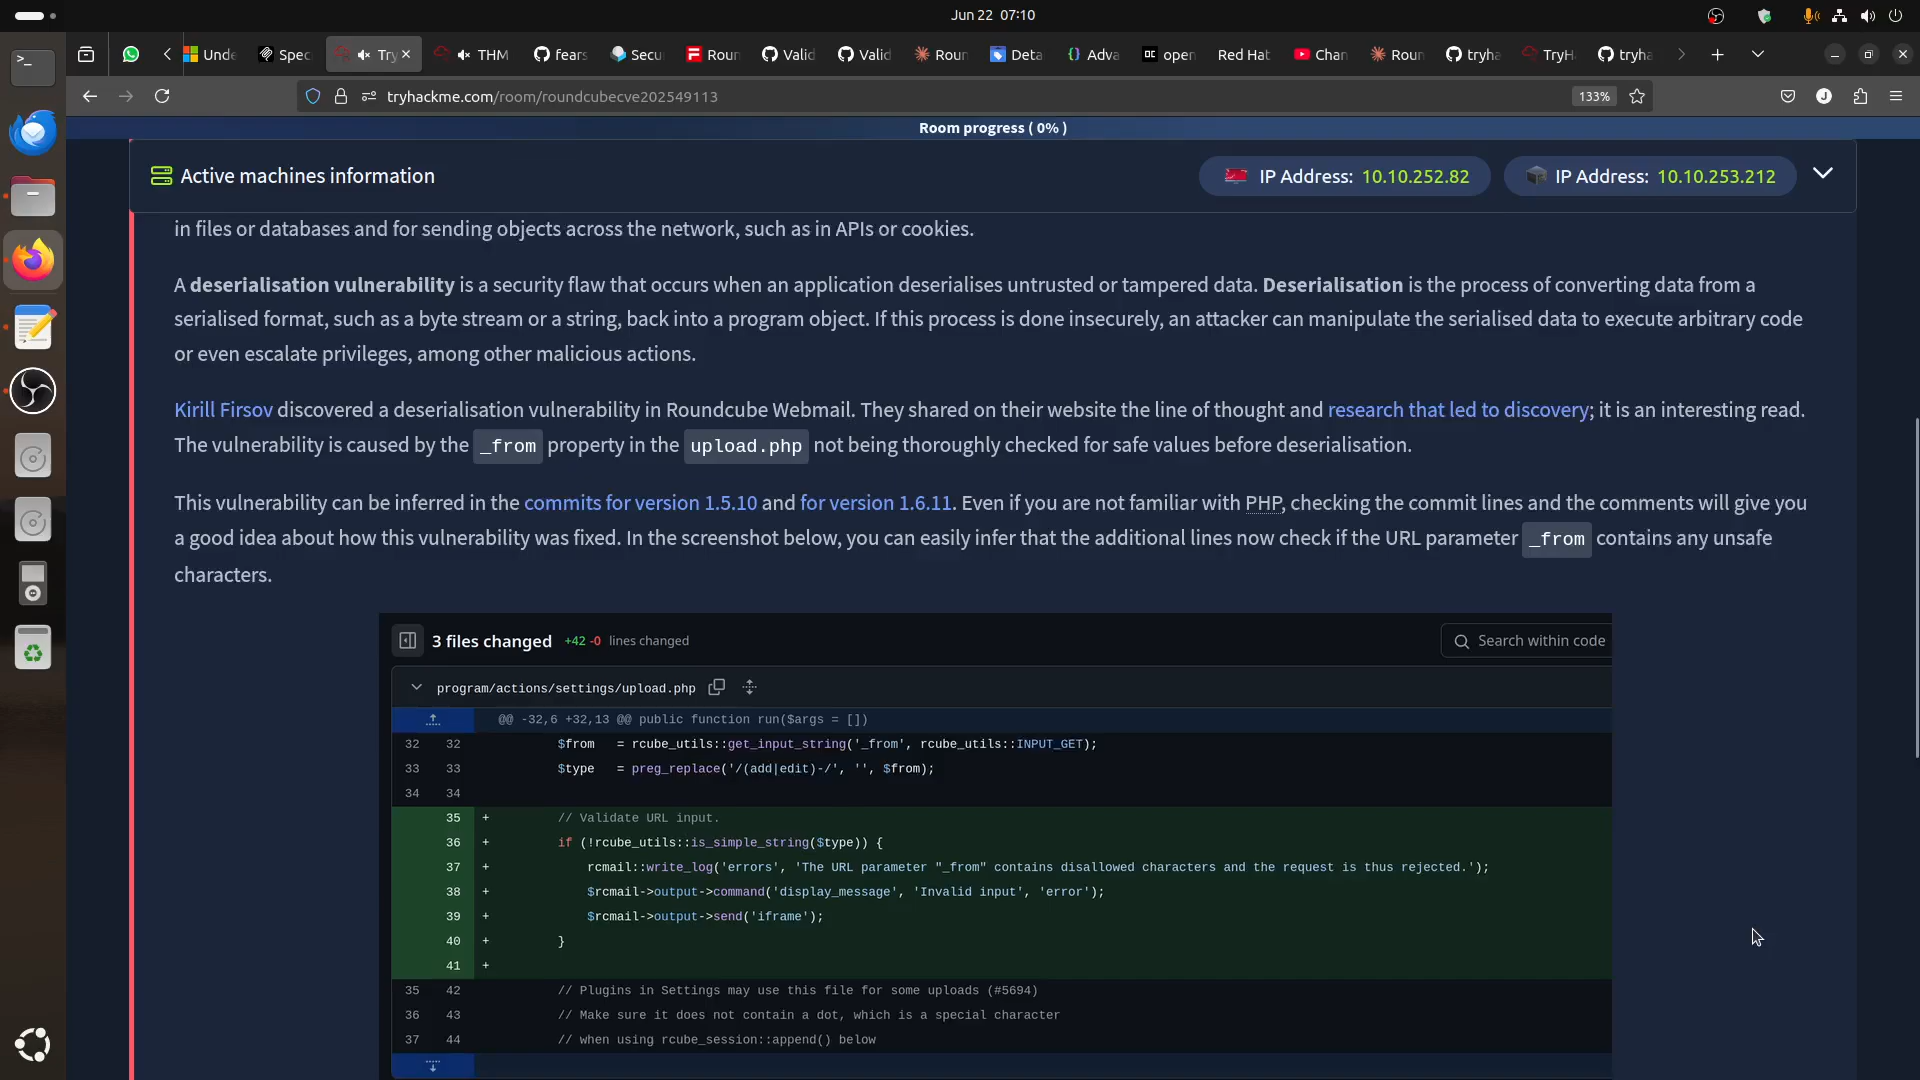 Jun 22 07:10
Unde
Spec
Try
THM
fears
Secu
Roun
Valid
Valid
Roun
Deta
Adva
open
Red Hat
Chan
Roun
tryha
TryH
tryha
tryhackme.com/room/roundcubecve202549113
133%
Room progress ( 0% )
Active machines information
IP Address: 10.10.252.82
IP Address: 10.10.253.212
in files or databases and for sending objects across the network, such as in APIs or cookies.
A deserialisation vulnerability is a security flaw that occurs when an application deserialises untrusted or tampered data. Deserialisation is the process of converting data from a
serialised format, such as a byte stream or a string, back into a program object. If this process is done insecurely, an attacker can manipulate the serialised data to execute arbitrary code
or even escalate privileges, among other malicious actions.
Kirill Firsov discovered a deserialisation vulnerability in Roundcube Webmail. They shared on their website the line of thought and research that led to discovery; it is an interesting read.
The vulnerability is caused by the _from property in the upload.php not being thoroughly checked for safe values before deserialisation.
This vulnerability can be inferred in the commits for version 1.5.10 and for version 1.6.11. Even if you are not familiar with PHP, checking the commit lines and the comments will give you
a good idea about how this vulnerability was fixed. In the screenshot below, you can easily infer that the additional lines now check if the URL parameter _from contains any unsafe
characters.
3 files changed +42 -0 lines changed
Search within code
program/actions/settings/upload.php
@@ -32,6 +32,13 @@ public function run($args = [])
32 32 $from = rcube_utils::get_input_string('_from', rcube_utils::INPUT_GET);
33 33 $type = preg_replace('/(add|edit)-/', '', $from);
34 34
35 + // Validate URL input.
36 + if (!rcube_utils::is_simple_string($type)) {
37 + rcmail::write_log('errors', 'The URL parameter "_from" contains disallowed characters and the request is thus rejected.');
38 + $rcmail->output->command('display_message', 'Invalid input', 'error');
39 + $rcmail->output->send('iframe');
40 + }
41 +
35 42 // Plugins in Settings may use this file for some uploads (#5694)
36 43 // Make sure it does not contain a dot, which is a special character
37 44 // when using rcube_session::append() below